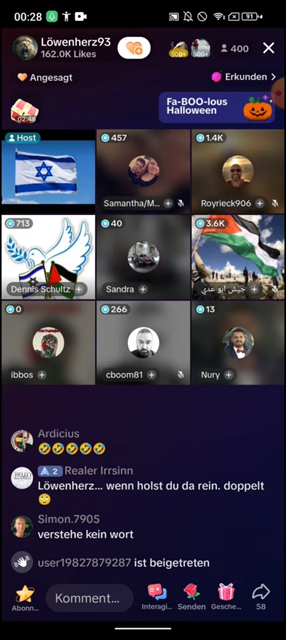 00:28
91
Löwenherz93
162.0K Likes
500+
300+
400
Angesagt
Erkunden >
02:48
Fa-BOO-lous
Halloween
Host
457
1.4K
Samantha/M...
Royrieck906
713
40
3.6K
Dennis Schultz
Sandra
جيش ابو عدي
0
266
13
ibbos
cboom81
Nury
Ardicius
🤣🤣🤣🤣🤣
2 Realer Irrsinn
Löwenherz... wenn holst du da rein. doppelt
🙄
Simon.7905
verstehe kein wort
user19827879287 ist beigetreten
Abonn...
Komment...
Interagi...
Senden
Gesche...
58